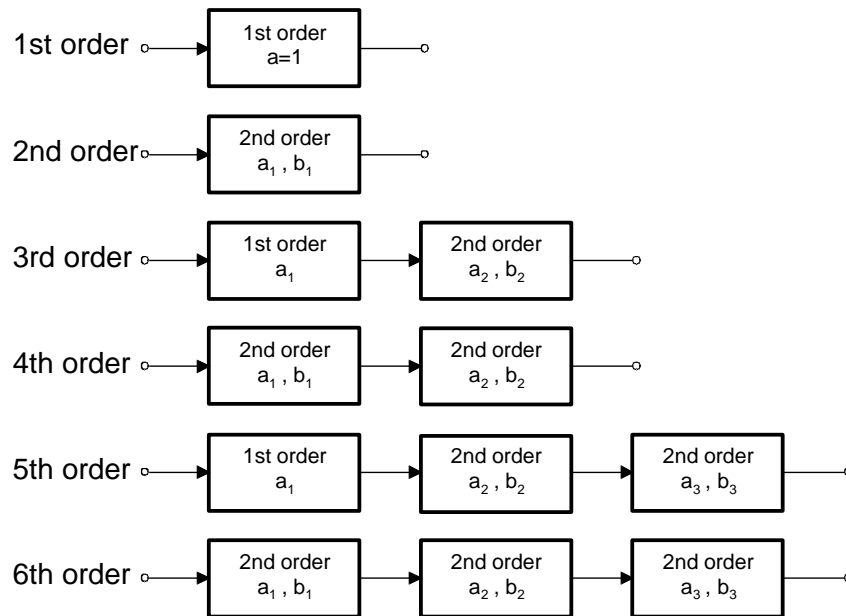 1st order
1st order
a=1
2nd order
2nd order
a₁ , b₁
3rd order
1st order
a₁
2nd order
a₂ , b₂
4th order
2nd order
a₁ , b₁
2nd order
a₂ , b₂
5th order
1st order
a₁
2nd order
a₂ , b₂
2nd order
a₃ , b₃
6th order
2nd order
a₁ , b₁
2nd order
a₂ , b₂
2nd order
a₃ , b₃